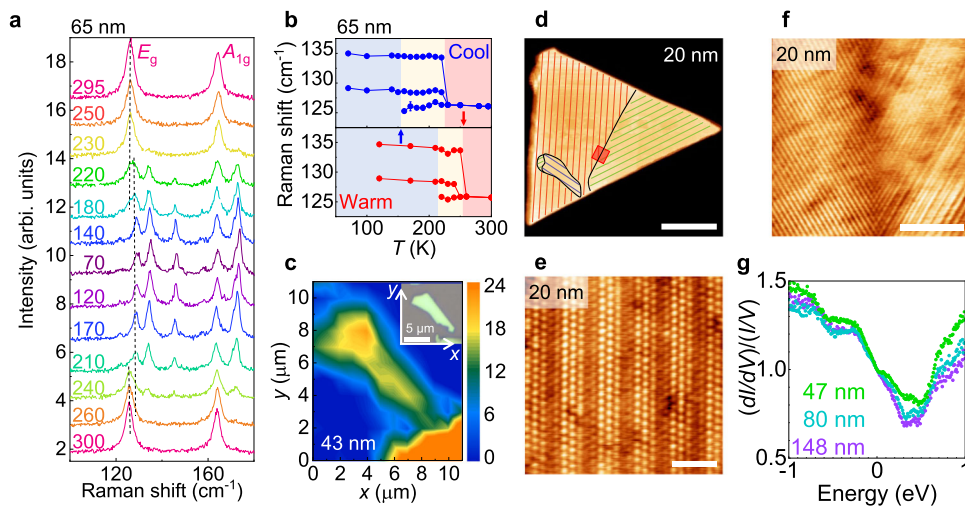 a
65 nm
Eg
A1g
295
250
230
220
180
140
70
120
170
210
240
260
300
18
16
14
12
10
8
6
4
2
Intensity (arbi. units)
120
160
Raman shift (cm⁻¹)
b
65 nm
Cool
Warm
135
130
125
135
130
125
Raman shift (cm⁻¹)
100
200
300
T (K)
c
y
x
5 μm
43 nm
10
8
6
4
2
0
y (μm)
0
2
4
6
8
10
x (μm)
24
18
12
6
0
d
20 nm
e
20 nm
f
20 nm
g
1.5
1.0
0.5
(dI/dV)/(I/V)
47 nm
80 nm
148 nm
-1
0
1
Energy (eV)